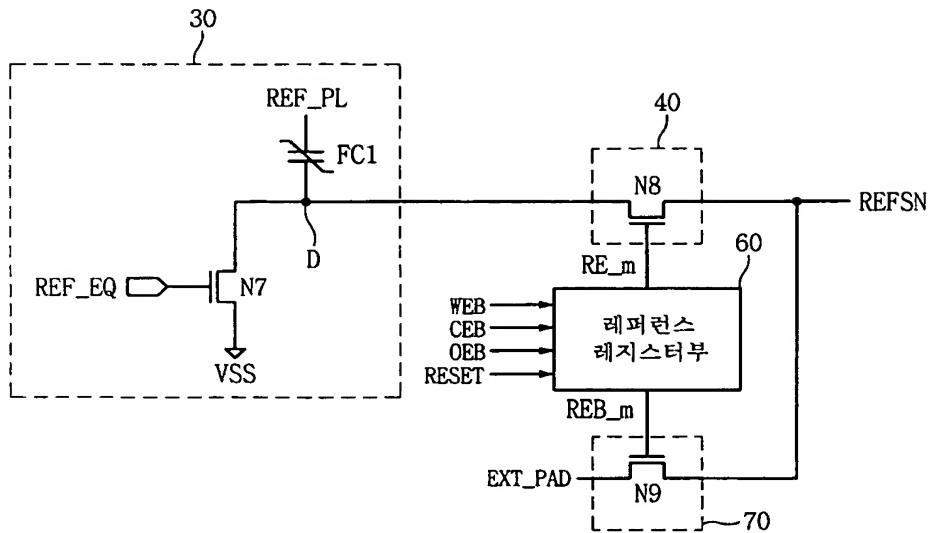 30
REF_PL
FC1
40
N8
REFSN
D
RE_m
60
REF_EQ
N7
VSS
WEB
CEB
OEB
RESET
레퍼런스
레지스터부
REB_m
EXT_PAD
N9
70